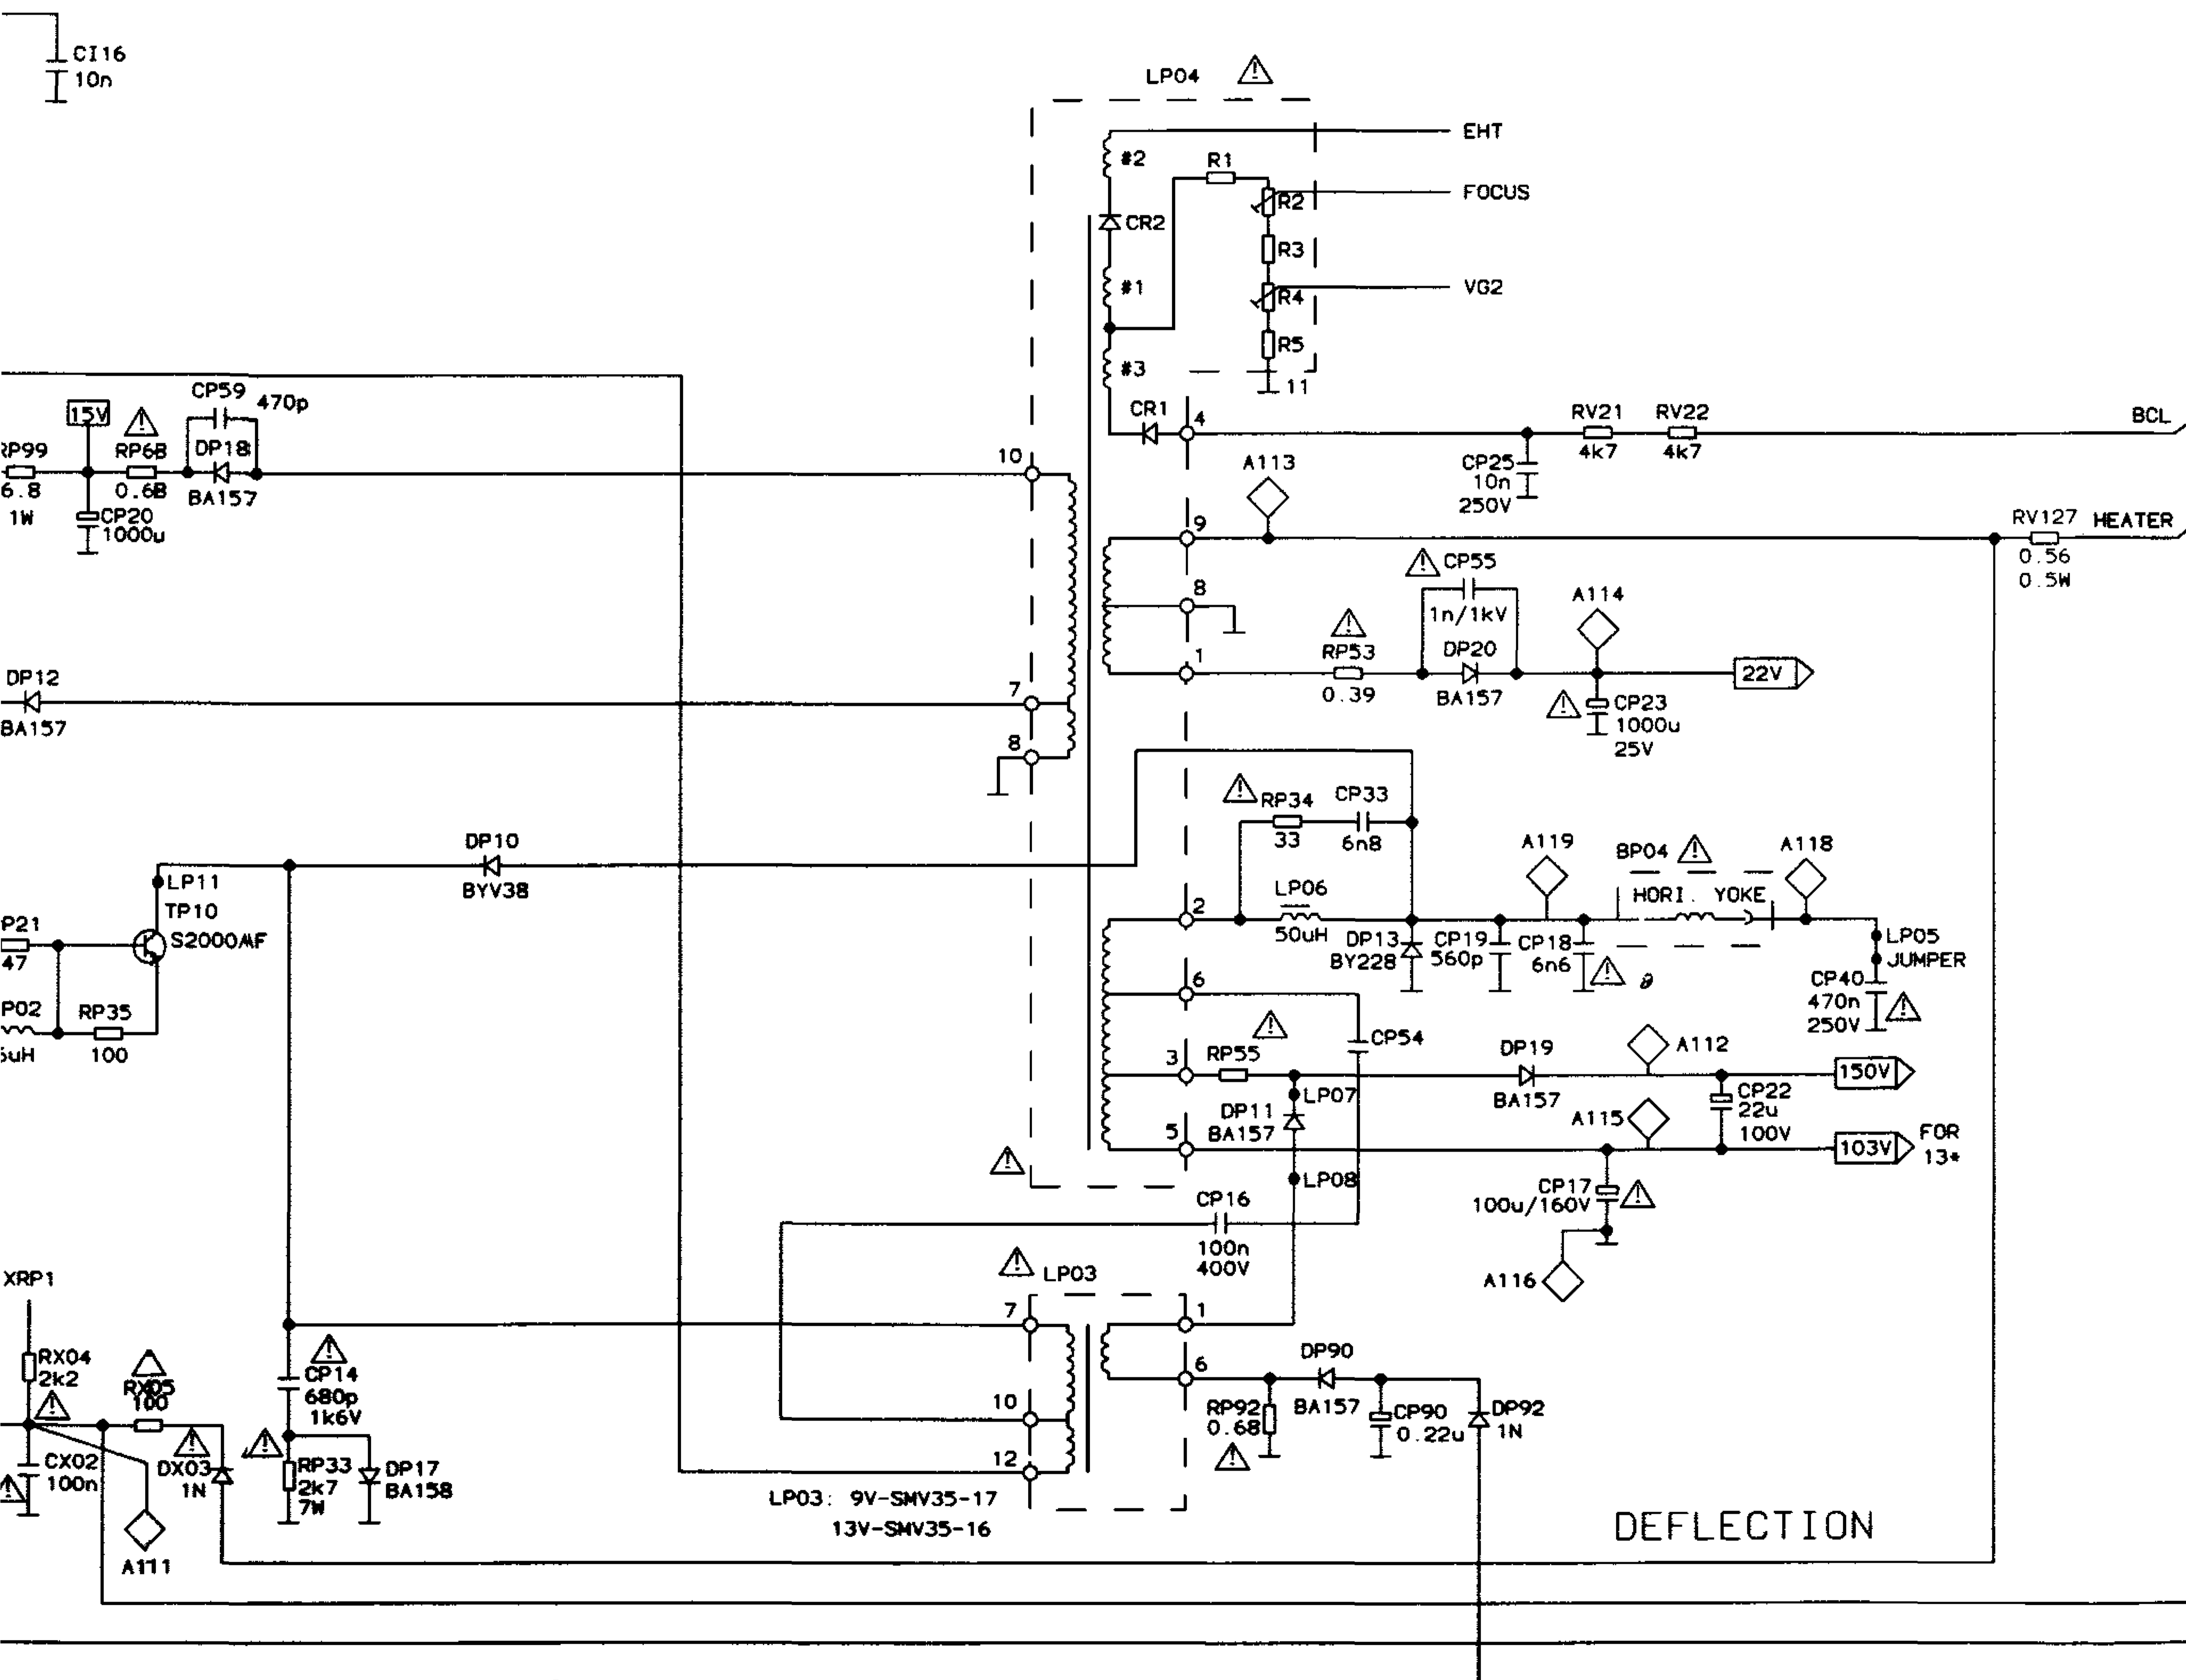 CI16
10n
LP04
EHT
#2
R1
R2
FOCUS
CR2
R3
#1
R4
VG2
R5
#3
11
CP59
470p
15V
RP99
RP6B
DP18
6.8
0.6B
BA157
1W
CP20
1000u
CR1
4
RV21
RV22
BCL
4k7
4k7
CP25
10n
250V
10
A113
9
RV127
HEATER
0.56
0.5W
CP55
1n/1kV
8
A114
RP53
DP20
1
0.39
BA157
22V
CP23
1000u
25V
DP12
BA157
7
8
RP34
CP33
33
6n8
DP10
BYV38
LP11
TP10
S2000AF
P21
47
P02
5uH
RP35
100
LP06
2
50uH
DP13
BY228
CP19
560p
CP18
6n6
A119
BP04
HORI. YOKE
A118
LP05
JUMPER
CP40
470n
250V
6
CP54
3
RP55
DP19
BA157
A112
150V
LP07
DP11
BA157
CP22
22u
100V
A115
5
103V
FOR
13*
LP08
CP17
100u/160V
A116
CP16
100n
400V
XRP1
LP03
7
1
RX04
2k2
RX05
100
CP14
680p
1k6V
DP90
BA157
6
10
RP92
0.68
CP90
0.22u
DP92
1N
CX02
100n
DX03
1N
RP33
2k7
7W
DP17
BA158
12
LP03: 9V-SMV35-17
13V-SMV35-16
A111
DEFLECTION